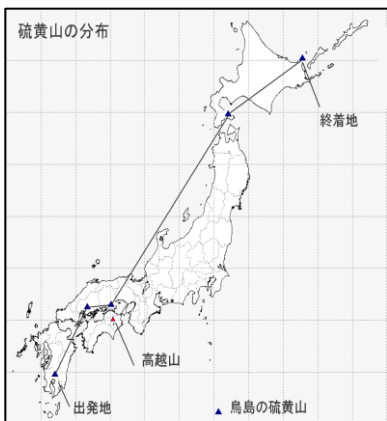 硫黄山の分布
終着地
高越山
出発地
鳥島の硫黄山